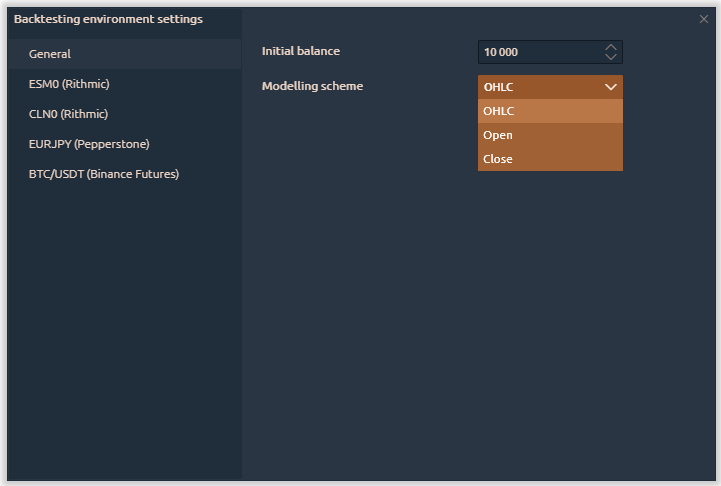 Backtesting environment settings
General
ESM0 (Rithmic)
CLN0 (Rithmic)
EURJPY (Pepperstone)
BTC/USDT (Binance Futures)
Initial balance
10 000
Modelling scheme
OHLC
OHLC
Open
Close